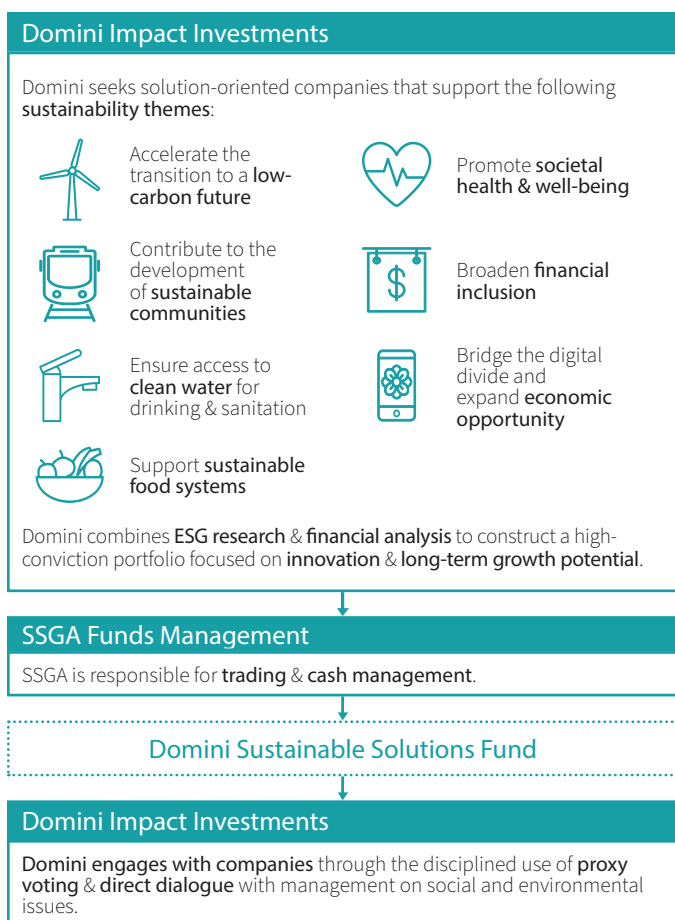 Domini Impact Investments
Domini seeks solution-oriented companies that support the following
sustainability themes:
Accelerate the
transition to a low-
carbon future
Promote societal
health & well-being
Contribute to the
development
of sustainable
communities
$
Broaden financial
inclusion
Ensure access to
clean water for
drinking & sanitation
Bridge the digital
divide and
expand economic
opportunity
Support sustainable
food systems
Domini combines ESG research & financial analysis to construct a high-
conviction portfolio focused on innovation & long-term growth potential.
SSGA Funds Management
SSGA is responsible for trading & cash management.
Domini Sustainable Solutions Fund
Domini Impact Investments
Domini engages with companies through the disciplined use of proxy
voting & direct dialogue with management on social and environmental
issues.